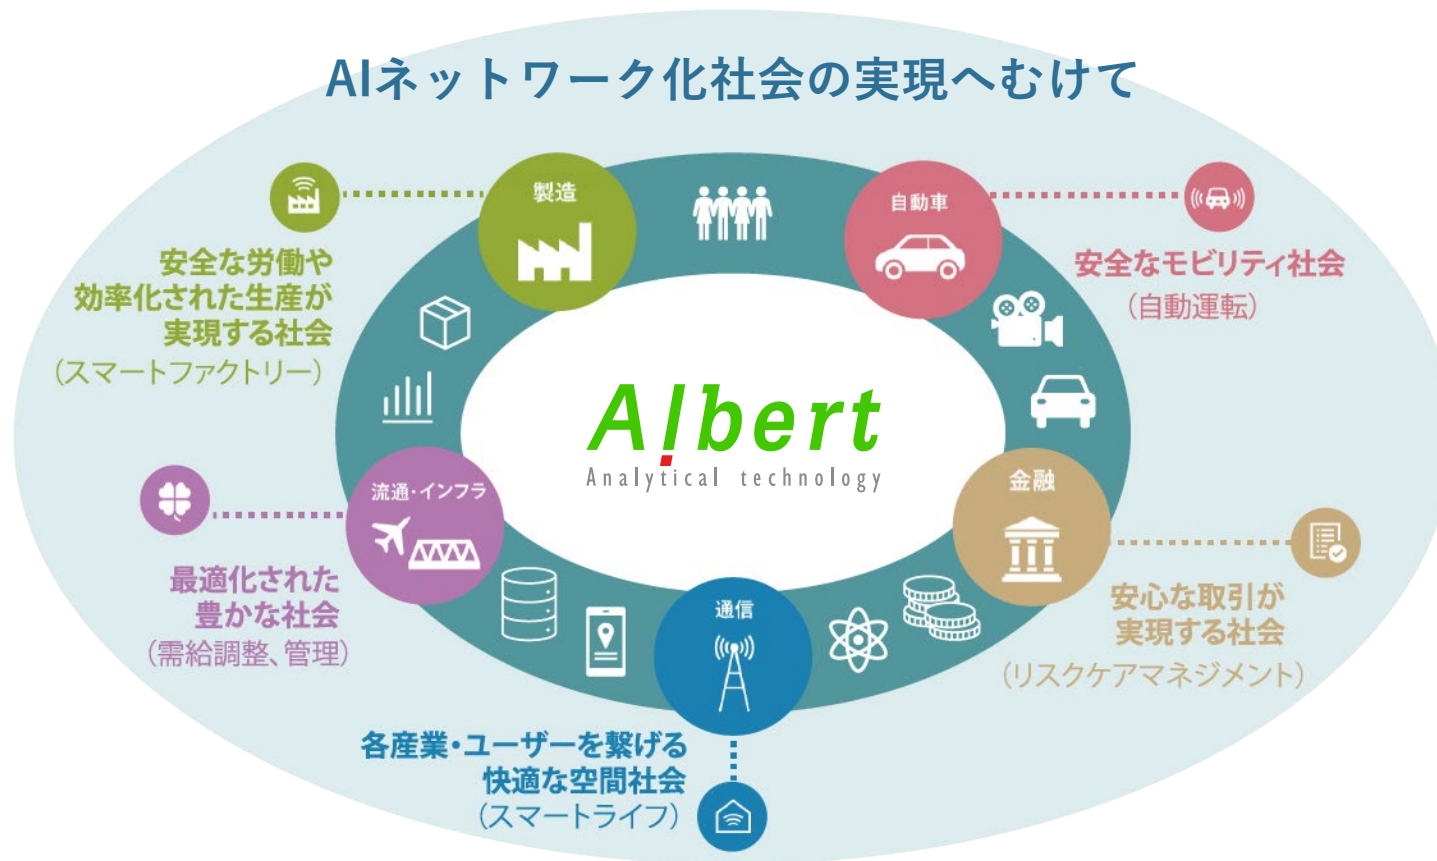 AIネットワーク化社会の実現へむけて
製造
自動車
安全な労働や
効率化された生産が
実現する社会
(スマートファクトリー)
安全なモビリティ社会
(自動運転)
A!bert
Analytical technology
流通・インフラ
金融
最適化された
豊かな社会
(需給調整、管理)
通信
安心な取引が
実現する社会
(リスクケアマネジメント)
各産業・ユーザーを繋げる
快適な空間社会
(スマートライフ)